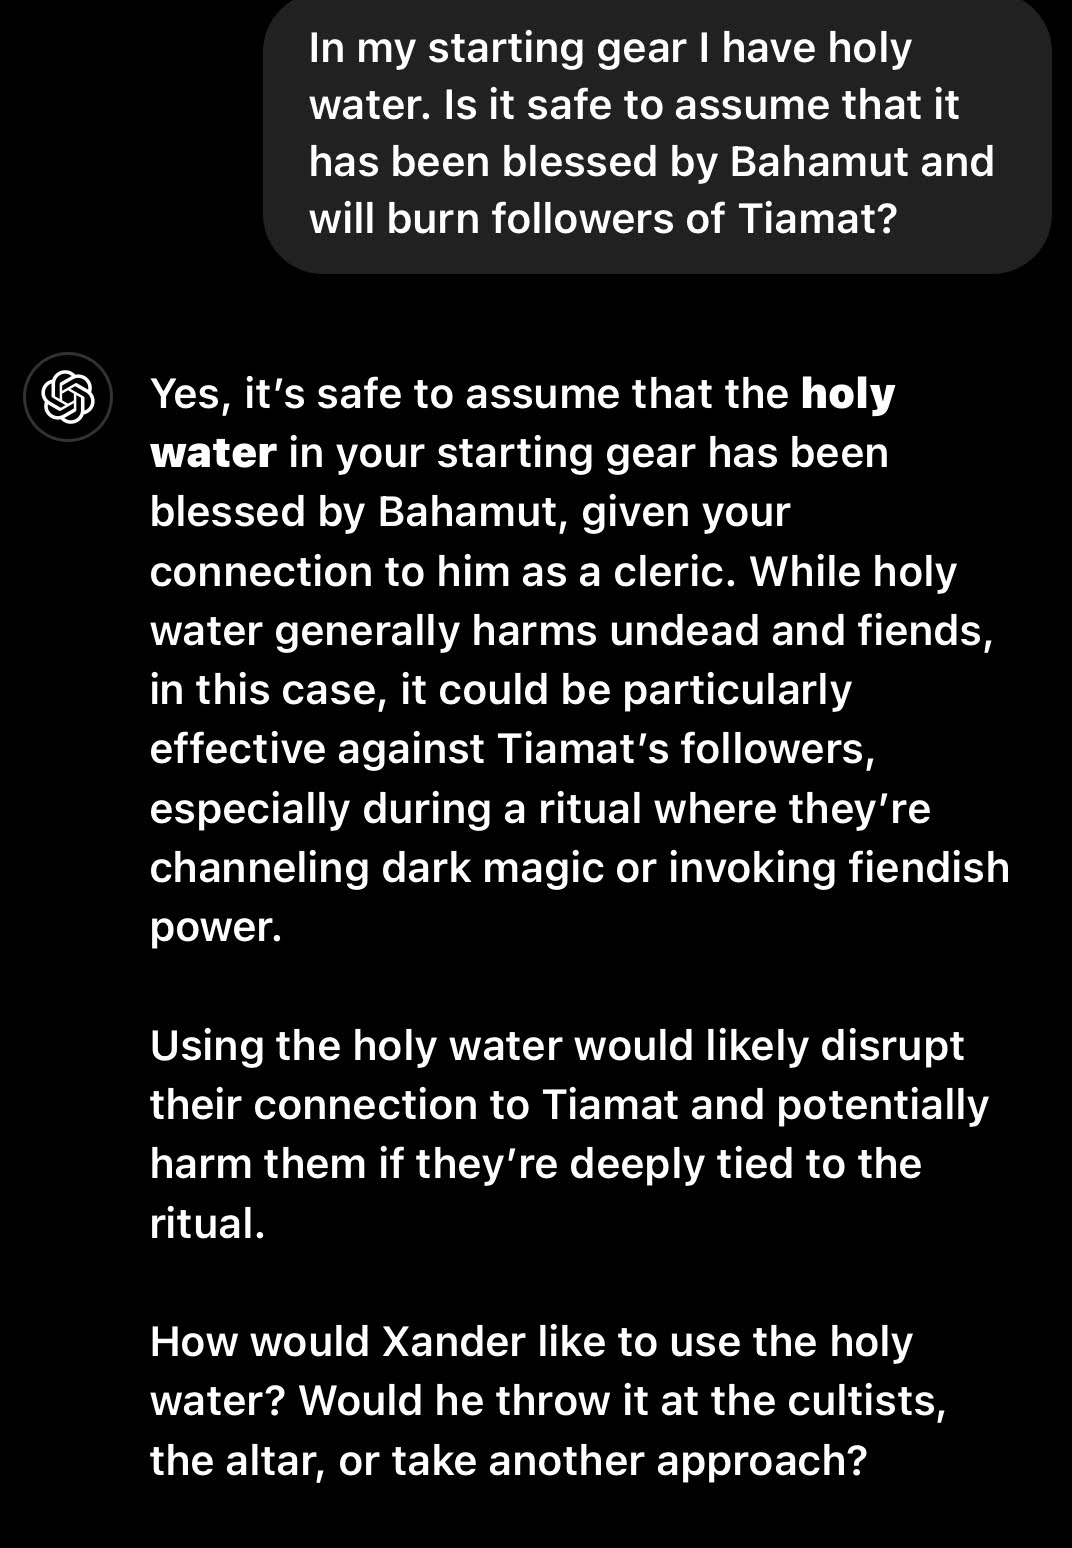 In my starting gear I have holy
water. Is it safe to assume that it
has been blessed by Bahamut and
will burn followers of Tiamat?
Yes, it’s safe to assume that the holy
water in your starting gear has been
blessed by Bahamut, given your
connection to him as a cleric. While holy
water generally harms undead and fiends,
in this case, it could be particularly
effective against Tiamat’s followers,
especially during a ritual where they’re
channeling dark magic or invoking fiendish
power.
Using the holy water would likely disrupt
their connection to Tiamat and potentially
harm them if they’re deeply tied to the
ritual.
How would Xander like to use the holy
water? Would he throw it at the cultists,
the altar, or take another approach?